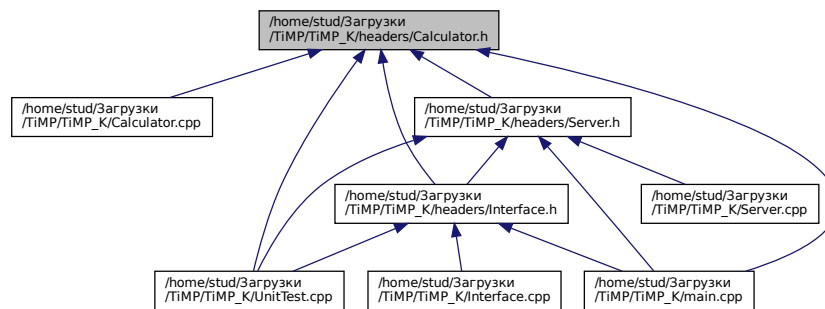 /home/stud/Загрузки
/TiMP/TiMP_K/headers/Calculator.h
/home/stud/Загрузки
/TiMP/TiMP_K/Calculator.cpp
/home/stud/Загрузки
/TiMP/TiMP_K/headers/Server.h
/home/stud/Загрузки
/TiMP/TiMP_K/headers/Interface.h
/home/stud/Загрузки
/TiMP/TiMP_K/Server.cpp
/home/stud/Загрузки
/TiMP/TiMP_K/UnitTest.cpp
/home/stud/Загрузки
/TiMP/TiMP_K/Interface.cpp
/home/stud/Загрузки
/TiMP/TiMP_K/main.cpp